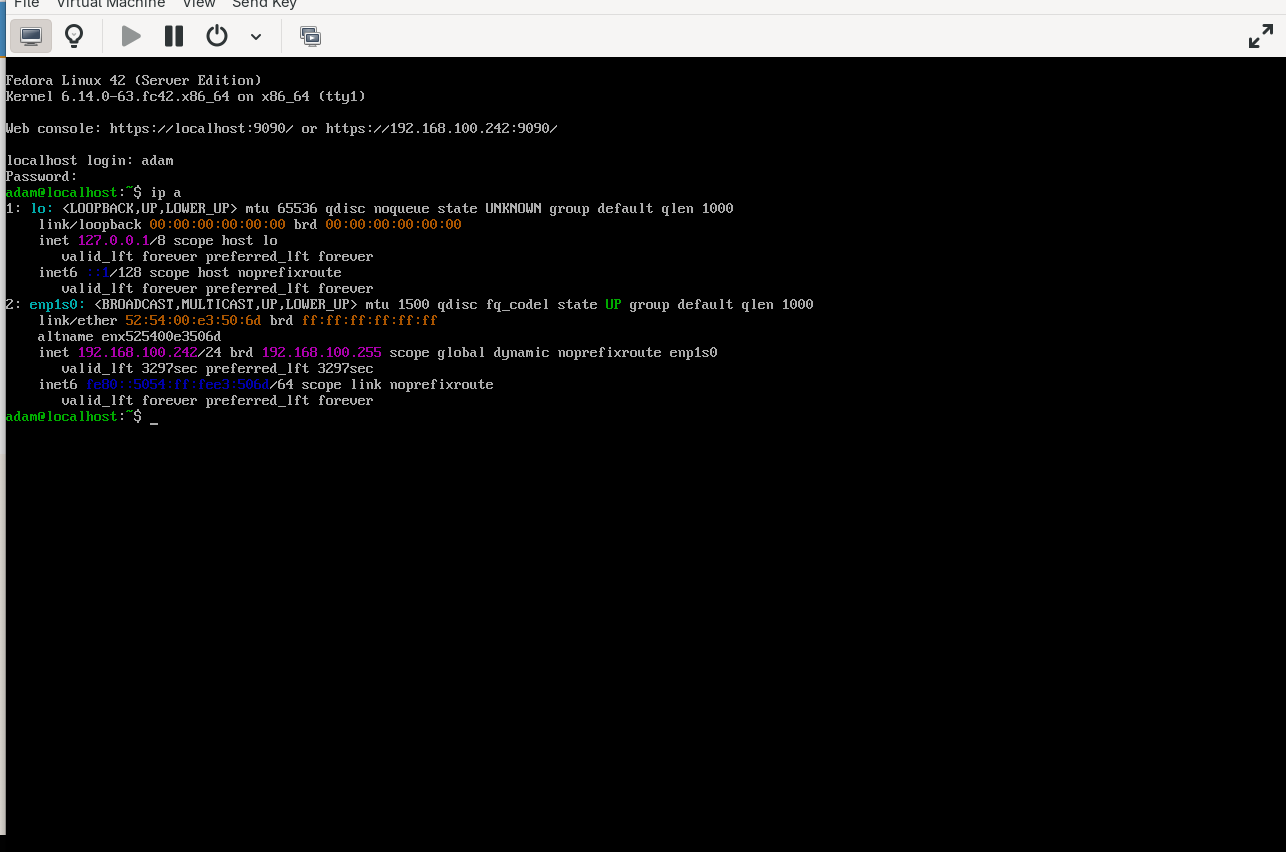 File Virtual Machine View Send Key
Fedora Linux 42 (Server Edition)
Kernel 6.14.0-63.fc42.x86_64 on x86_64 (tty1)
Web console: https://localhost:9090/ or https://192.168.100.242:9090/
localhost login: adam
Password:
adam@localhost:~$ ip a
1: lo: <LOOPBACK,UP,LOWER_UP> mtu 65536 qdisc noqueue state UNKNOWN group default qlen 1000
link/loopback 00:00:00:00:00:00 brd 00:00:00:00:00:00
inet 127.0.0.1/8 scope host lo
valid_lft forever preferred_lft forever
inet6 ::1/128 scope host noprefixroute
valid_lft forever preferred_lft forever
2: enp1s0: <BROADCAST,MULTICAST,UP,LOWER_UP> mtu 1500 qdisc fq_codel state UP group default qlen 1000
link/ether 52:54:00:e3:50:6d brd ff:ff:ff:ff:ff:ff
altname enx525400e3506d
inet 192.168.100.242/24 brd 192.168.100.255 scope global dynamic noprefixroute enp1s0
valid_lft 3297sec preferred_lft 3297sec
inet6 fe80::5054:ff:fee3:506d/64 scope link noprefixroute
valid_lft forever preferred_lft forever
adam@localhost:~$ _